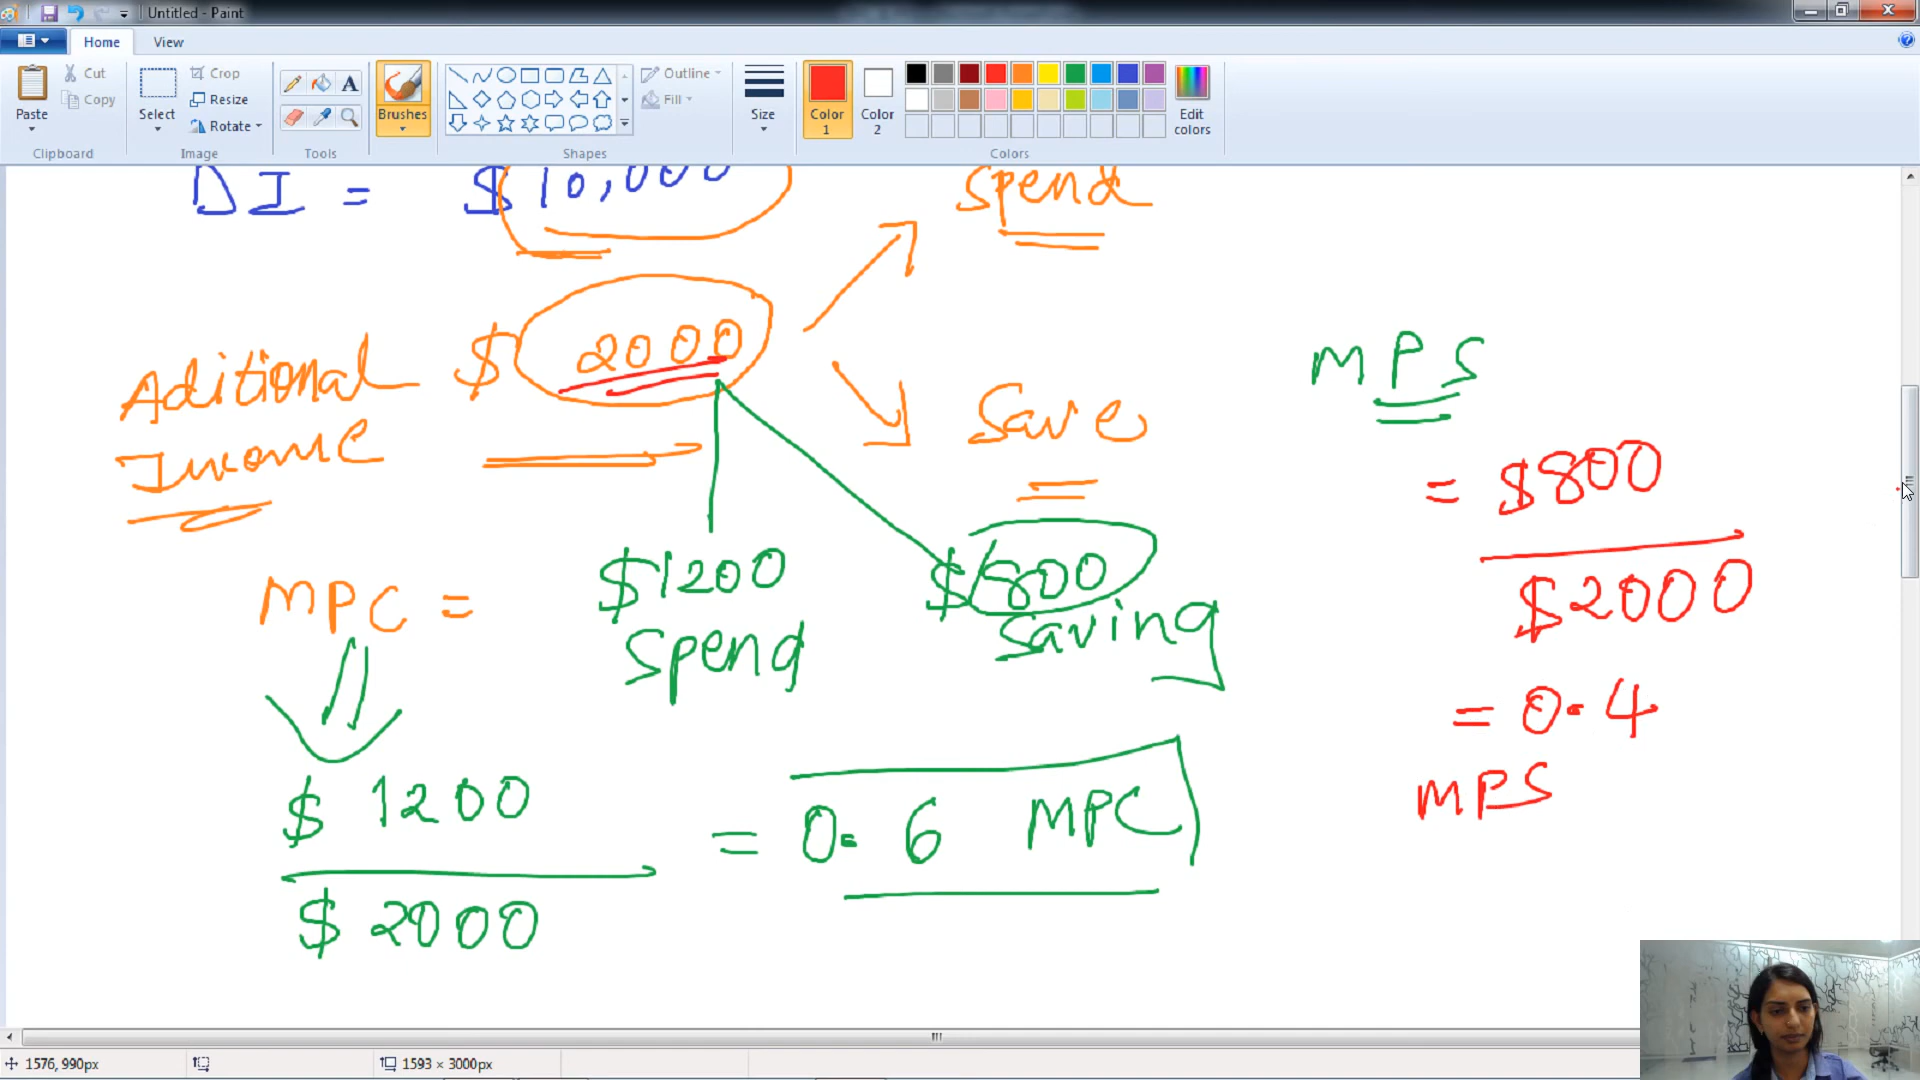 Untitled - Paint
Home View
Paste
Cut
Copy
Clipboard
Select
Crop
Resize
Rotate
Image
Tools
Brushes
Shapes
Outline
Fill
Size
Color 1
Color 2
Edit colors
Colors
DI = $10,000
spend
Aditional Income
$ 2000
Save
$1200
spend
$800
saving
MPC =
$ 1200
$ 2000
= 0.6 MPC
MPS
= $800
$2000
= 0.4
MPS
1576, 990px
1593 × 3000px